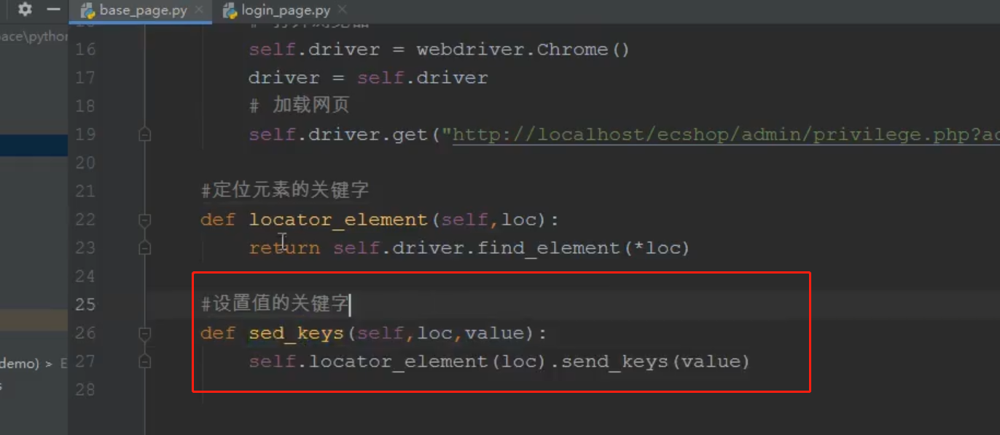 base_page.py
login_page.py
ace\python
16 self.driver = webdriver.Chrome()
17 driver = self.driver
18 # 加载网页
19 self.driver.get("http://localhost/ecshop/admin/privilege.php?ac
20
21 #定位元素的关键字
22 def locator_element(self,loc):
23 return self.driver.find_element(*loc)
24
25 #设置值的关键字
26 def sed_keys(self,loc,value):
27 self.locator_element(loc).send_keys(value)
28
demo) > E
s